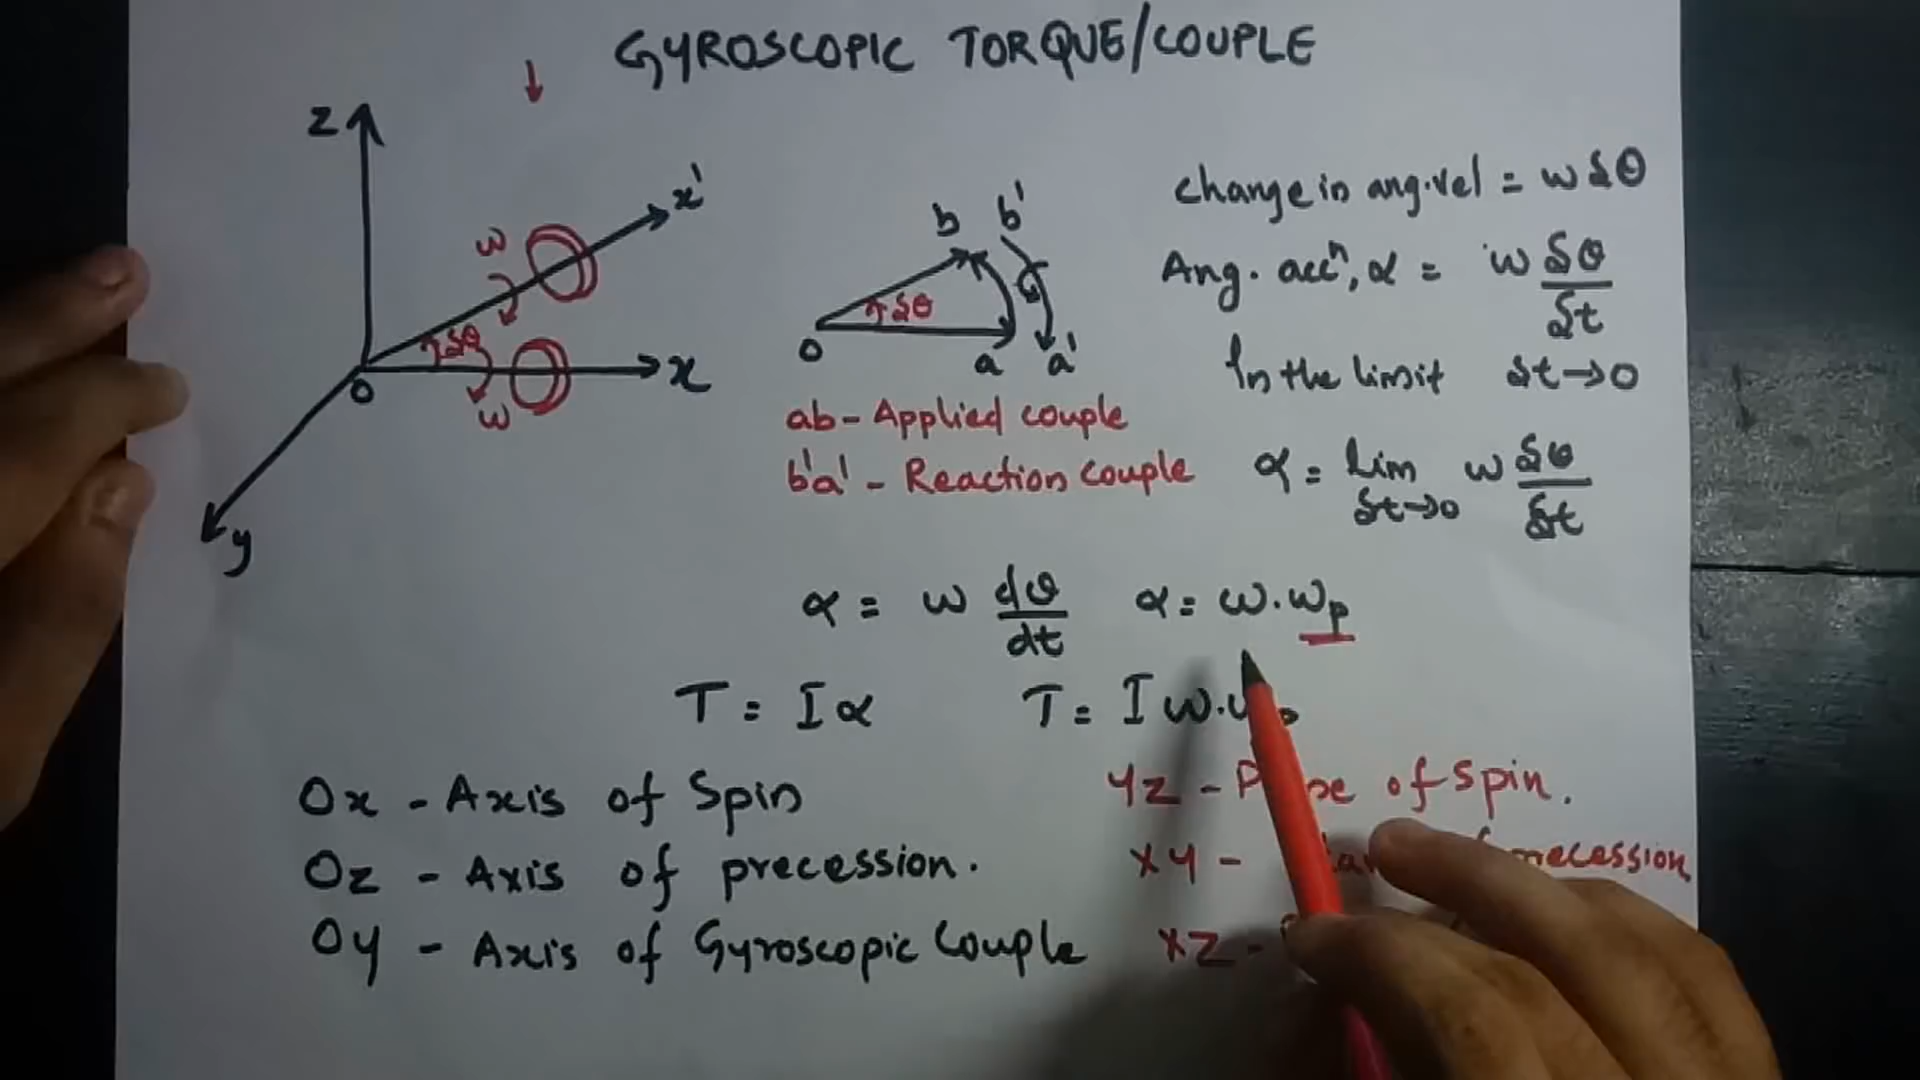 GYROSCOPIC TORQUE/COUPLE
z
x'
ω
δθ
x
ω
o
y
b b'
δθ
o a a'
ab - Applied couple
b'a' - Reaction couple
change in ang.vel = ω δθ
Ang. accⁿ, α = ω δθ/δt
In the limit δt→0
α = Lim δt→0 ω δθ/δt
α = ω dθ/dt α = ω.ωp
T = Iα T = I ω.
Ox - Axis of Spin
Oz - Axis of precession.
Oy - Axis of Gyroscopic Couple
YZ - of Spin.
XY - precession
XZ -